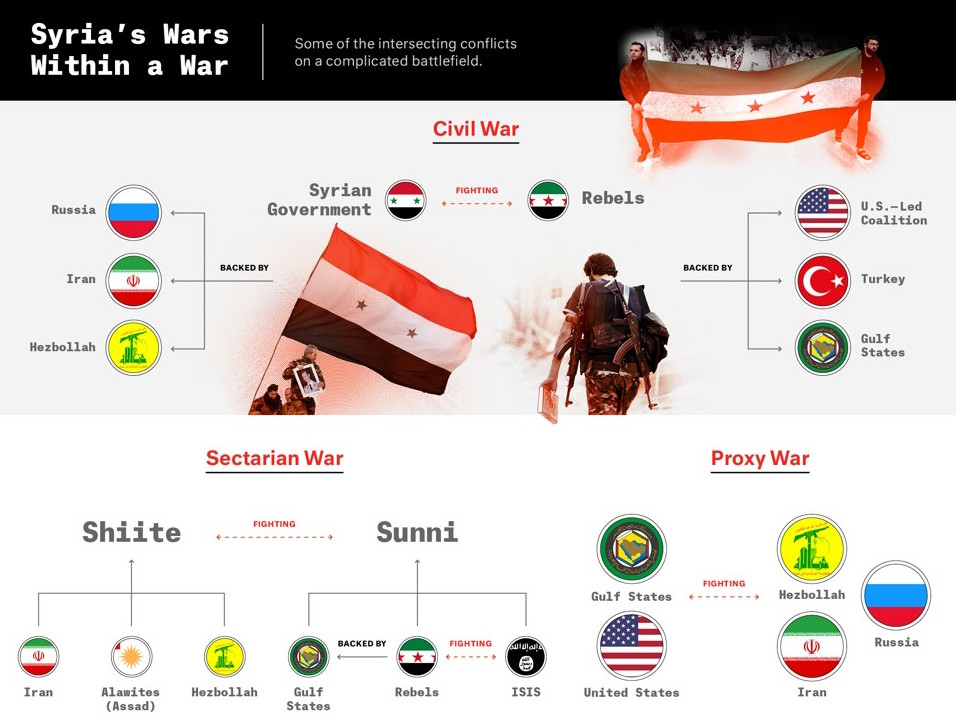 Syria's Wars
Within a War
Some of the intersecting conflicts
on a complicated battlefield.
Civil War
Syrian
Government
FIGHTING
Rebels
Russia
Iran
Hezbollah
BACKED BY
BACKED BY
U.S.—Led
Coalition
Turkey
Gulf
States
Sectarian War
Shiite
FIGHTING
Sunni
Iran
Alawites
(Assad)
Hezbollah
Gulf
States
BACKED BY
Rebels
FIGHTING
ISIS
Proxy War
Gulf States
United States
FIGHTING
Hezbollah
Iran
Russia